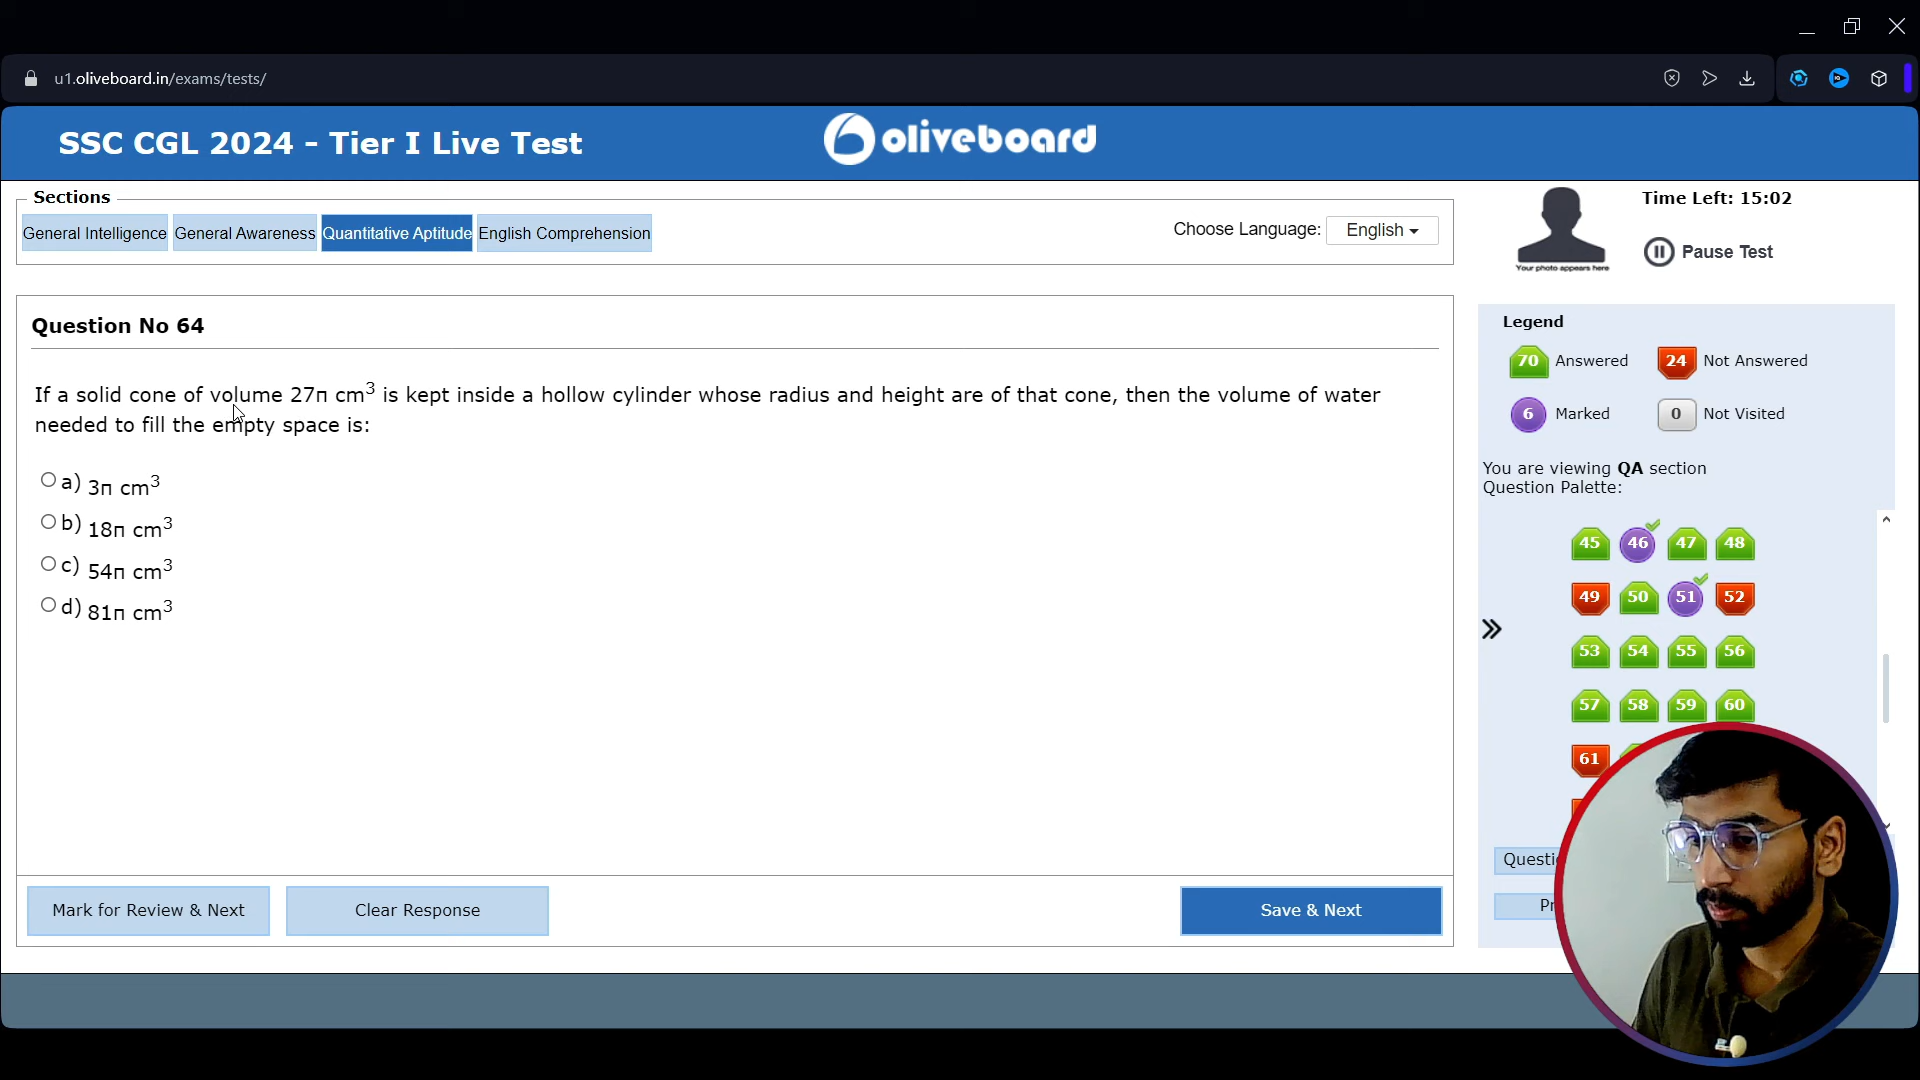 u1.oliveboard.in/exams/tests/
SSC CGL 2024 - Tier I Live Test
oliveboard
Sections
General Intelligence General Awareness Quantitative Aptitude English Comprehension
Choose Language: English
Your photo appears here
Time Left: 15:02
Pause Test
Question No 64
If a solid cone of volume 27π cm³ is kept inside a hollow cylinder whose radius and height are of that cone, then the volume of water
needed to fill the empty space is:
a) 3π cm³
b) 18π cm³
c) 54π cm³
d) 81π cm³
Mark for Review & Next
Clear Response
Save & Next
Legend
70 Answered 24 Not Answered
6 Marked 0 Not Visited
You are viewing QA section
Question Palette:
45 46 47 48
49 50 51 52
53 54 55 56
57 58 59 60
61